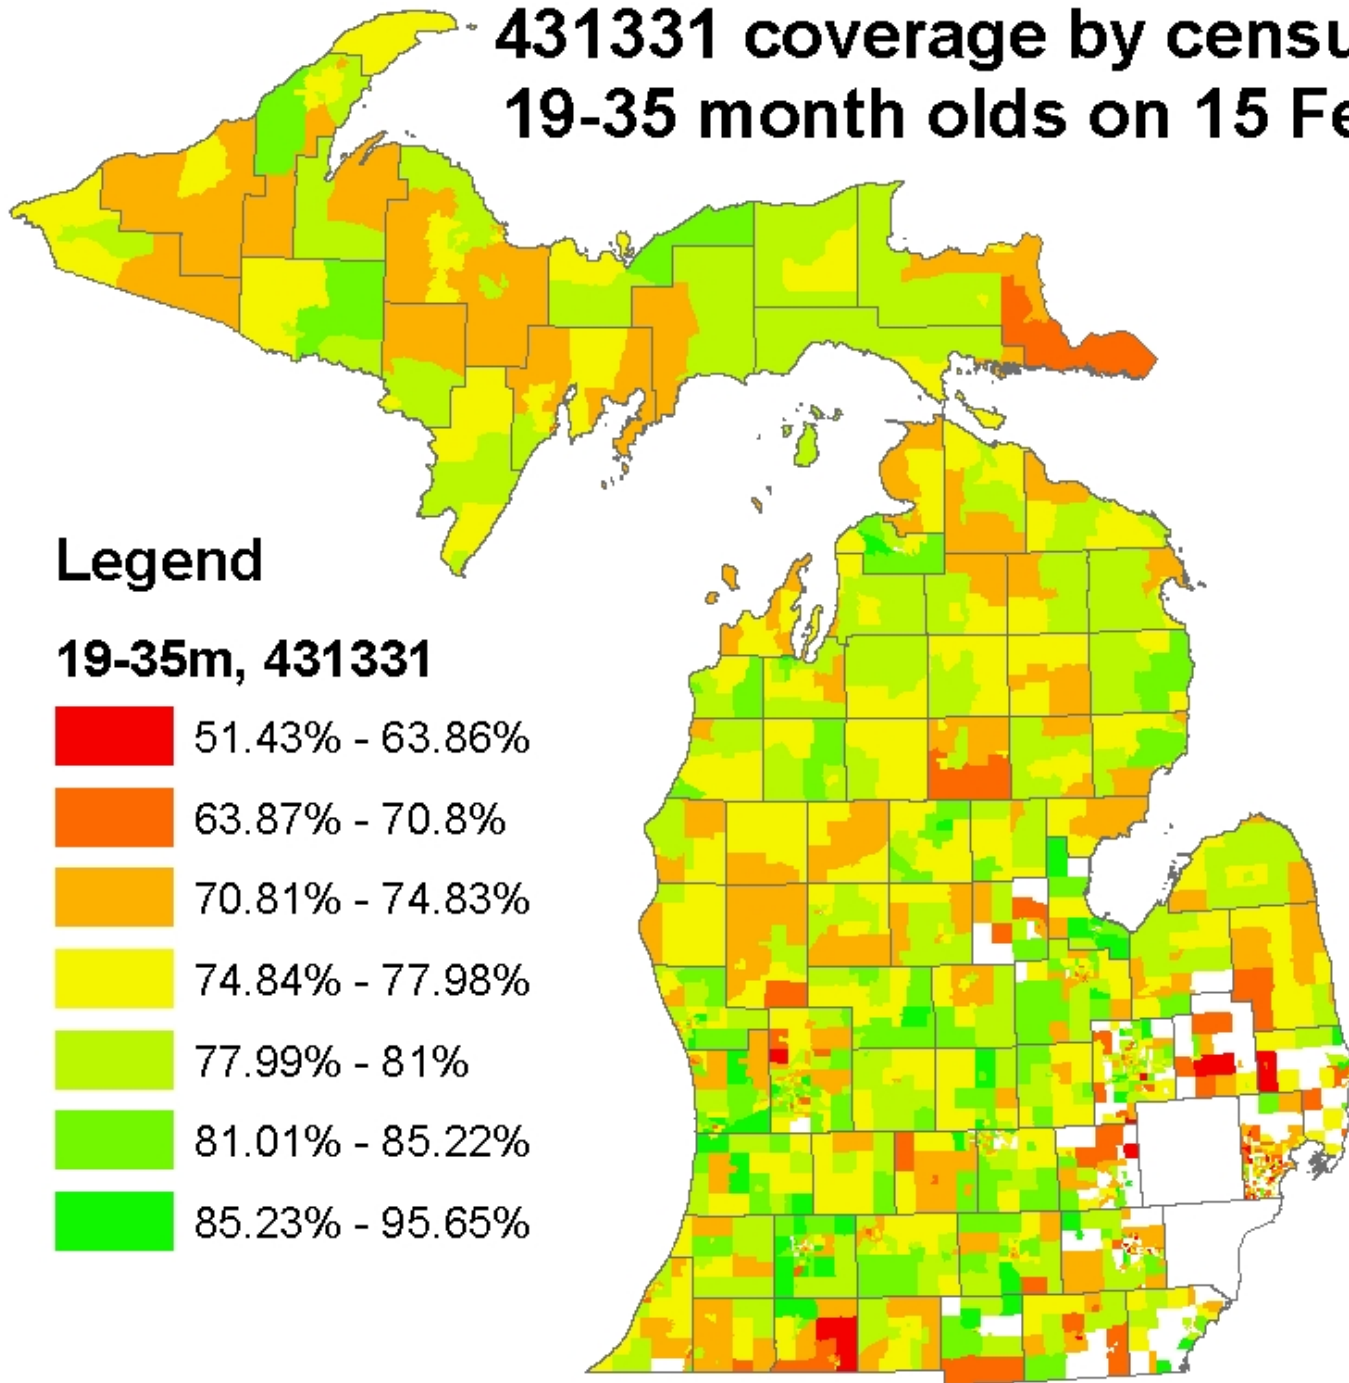 431331 coverage by censu
19-35 month olds on 15 Fe
Legend
19-35m, 431331
51.43% - 63.86%
63.87% - 70.8%
70.81% - 74.83%
74.84% - 77.98%
77.99% - 81%
81.01% - 85.22%
85.23% - 95.65%